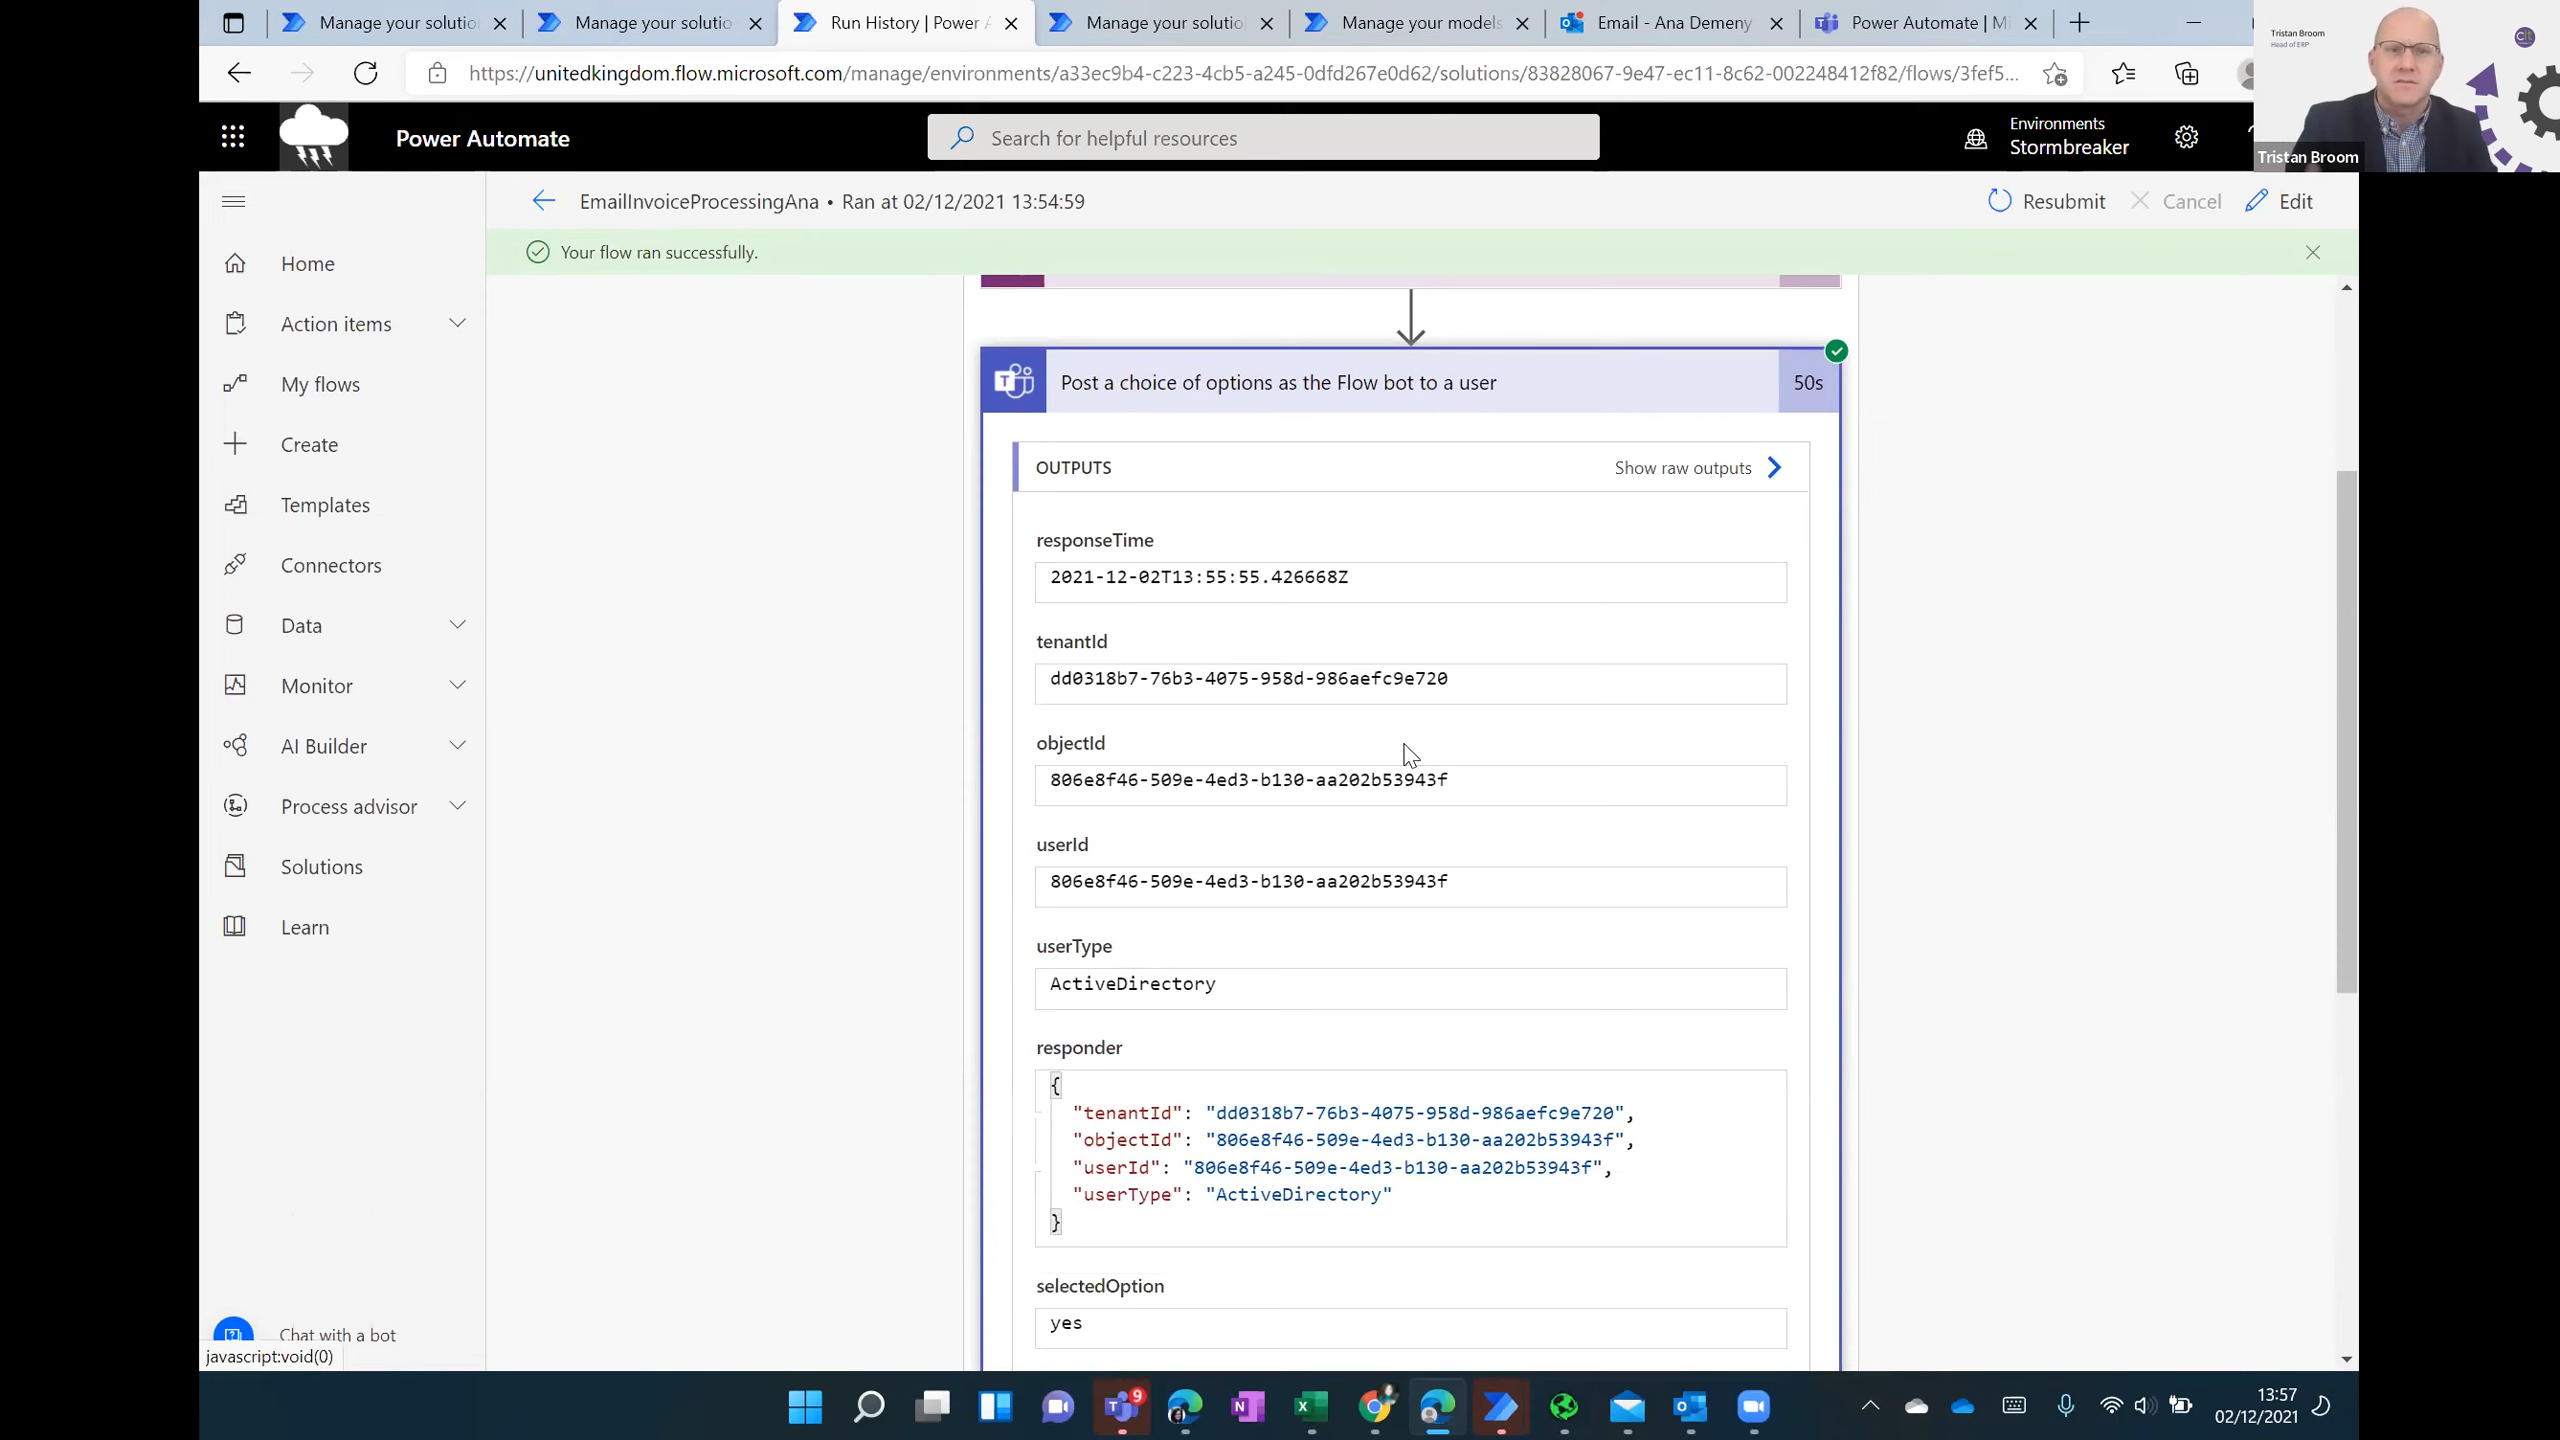 Manage your solutio
Manage your solutio
Run History | Power A
Manage your solutio
Manage your models
Email - Ana Demeny
Power Automate | Mi
https://unitedkingdom.flow.microsoft.com/manage/environments/a33ec9b4-c223-4cb5-a245-0dfd267e0d62/solutions/83828067-9e47-ec11-8c62-002248412f82/flows/3fef5...
Tristan Broom
Head of ERP
cit
Tristan Broom
Power Automate
Search for helpful resources
Environments
Stormbreaker
EmailInvoiceProcessingAna • Ran at 02/12/2021 13:54:59
Resubmit
Cancel
Edit
Your flow ran successfully.
Home
Action items
My flows
Create
Templates
Connectors
Data
Monitor
AI Builder
Process advisor
Solutions
Learn
Chat with a bot
javascript:void(0)
Post a choice of options as the Flow bot to a user
50s
OUTPUTS
Show raw outputs
responseTime
2021-12-02T13:55:55.426668Z
tenantId
dd0318b7-76b3-4075-958d-986aefc9e720
objectId
806e8f46-509e-4ed3-b130-aa202b53943f
userId
806e8f46-509e-4ed3-b130-aa202b53943f
userType
ActiveDirectory
responder
{
"tenantId": "dd0318b7-76b3-4075-958d-986aefc9e720",
"objectId": "806e8f46-509e-4ed3-b130-aa202b53943f",
"userId": "806e8f46-509e-4ed3-b130-aa202b53943f",
"userType": "ActiveDirectory"
}
selectedOption
yes
9
13:57
02/12/2021